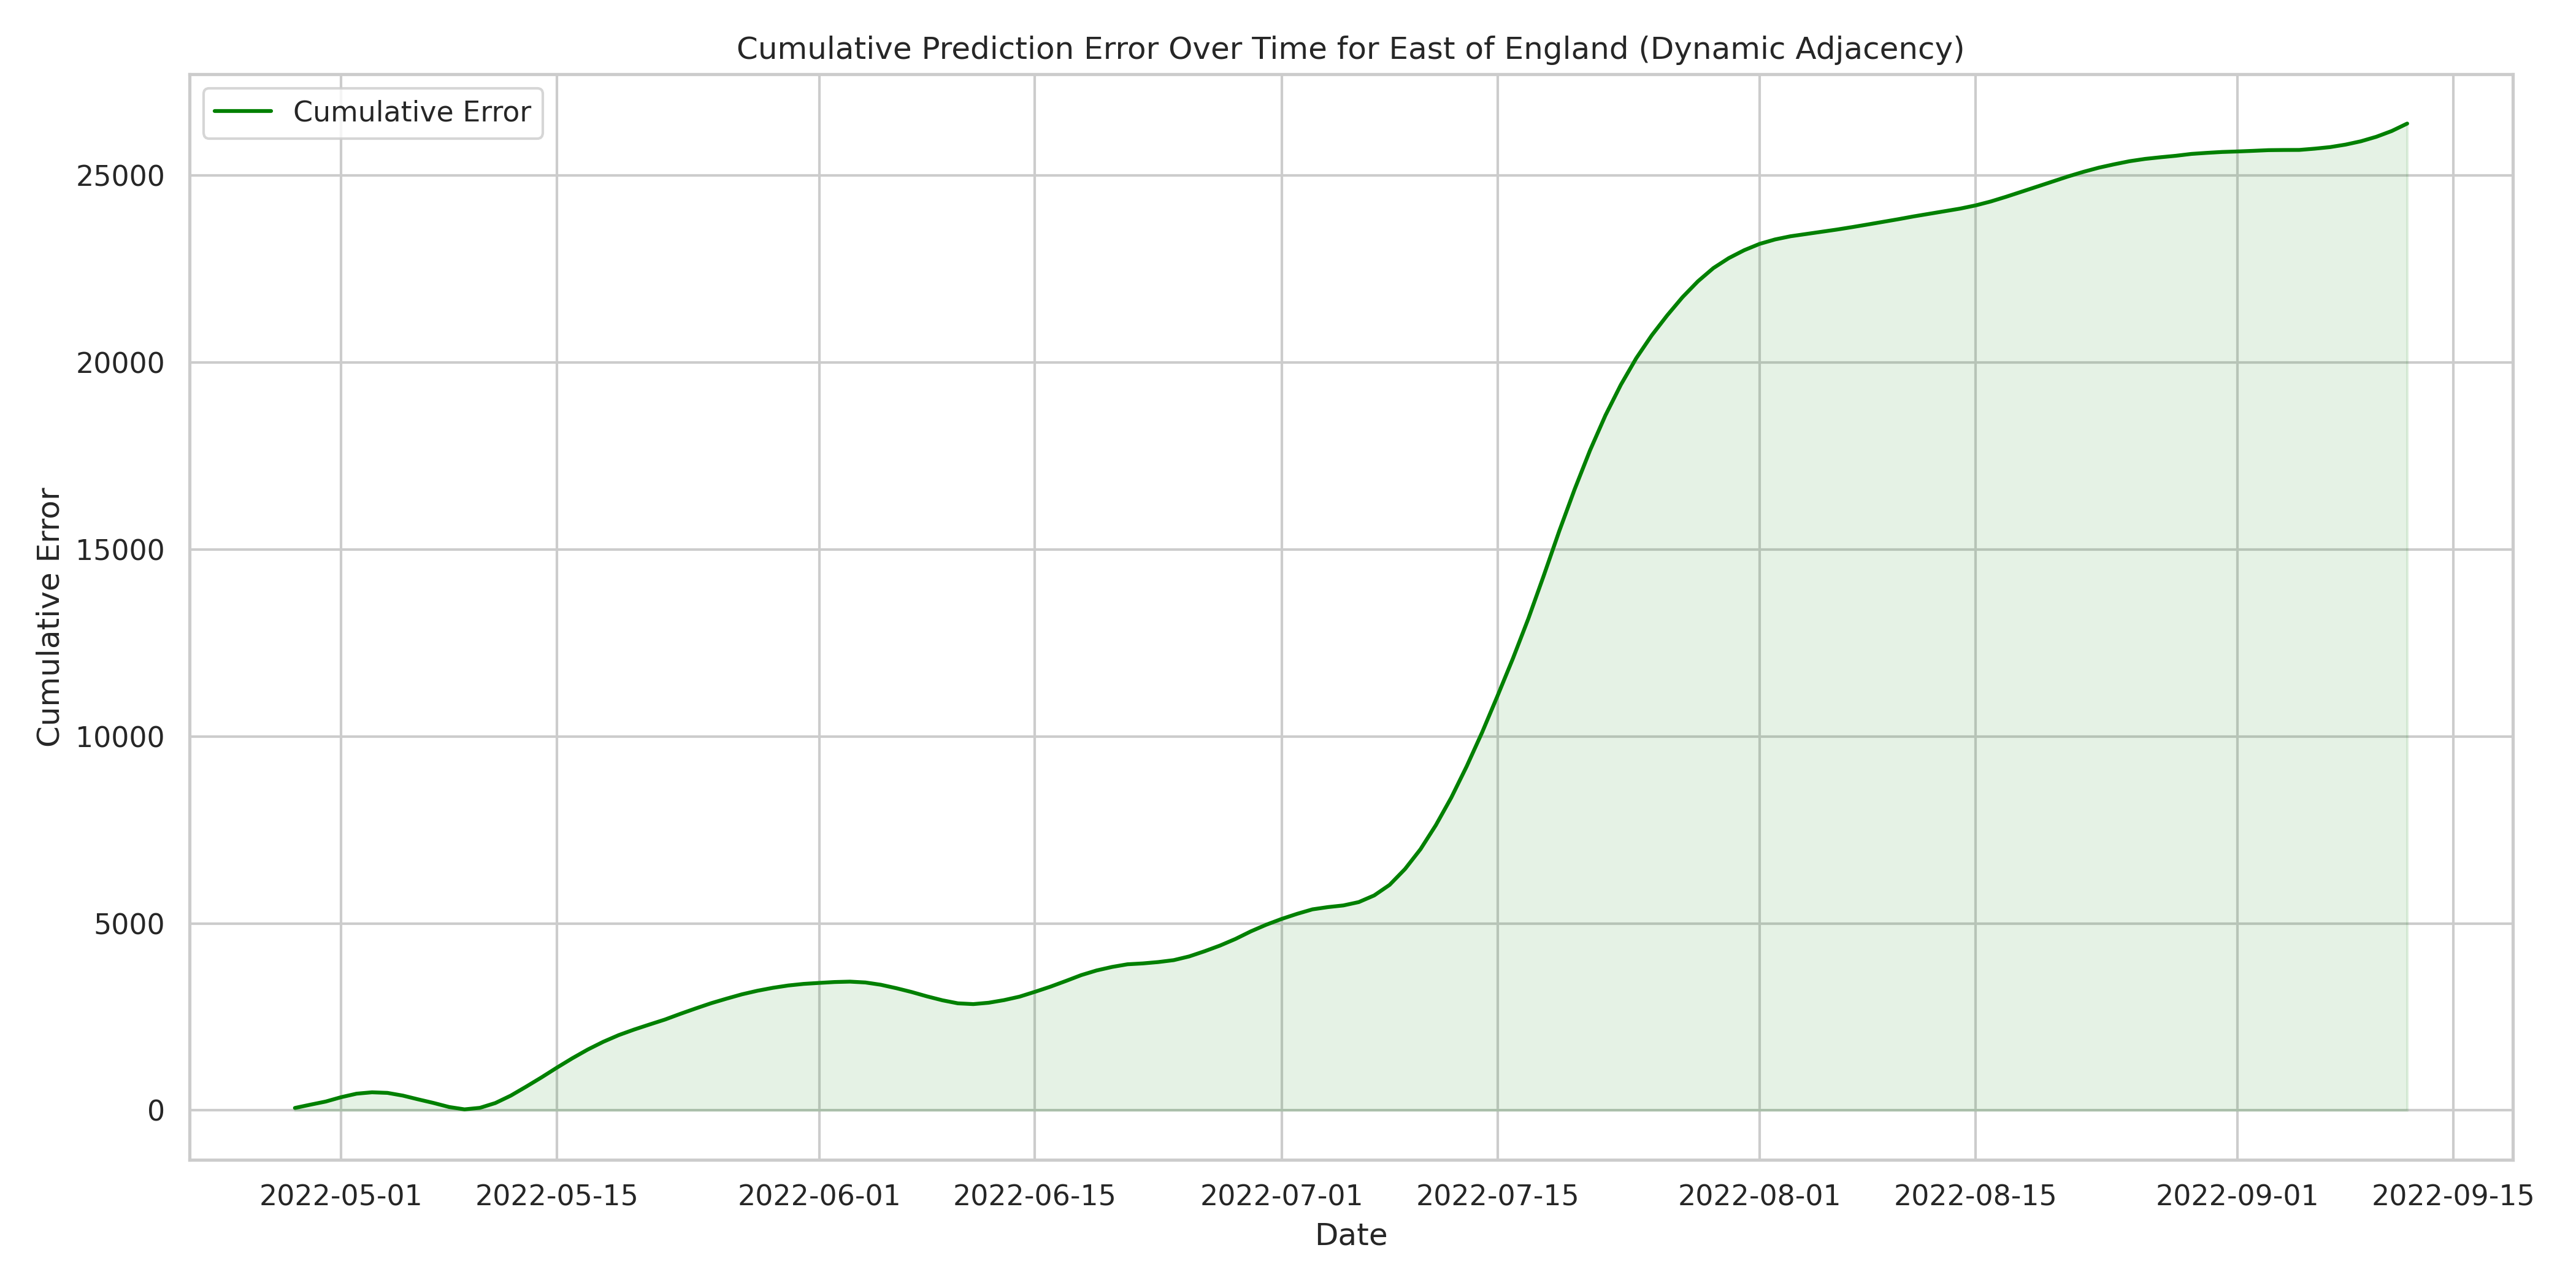 Cumulative Prediction Error Over Time for East of England (Dynamic Adjacency)
Cumulative Error
25000
20000
15000
10000
5000
0
Cumulative Error
2022-05-01 2022-05-15 2022-06-01 2022-06-15 2022-07-01 2022-07-15 2022-08-01 2022-08-15 2022-09-01 2022-09-15
Date